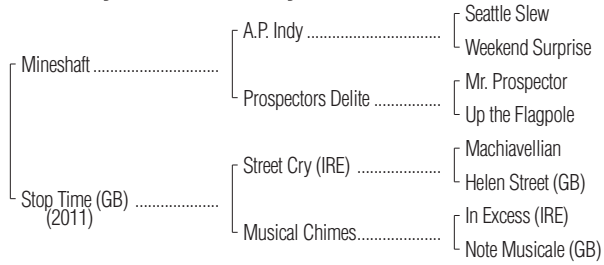 Seattle Slew
A.P. Indy ..............................
Weekend Surprise
Mineshaft ............................
Mr. Prospector
Prospectors Delite ...............
Up the Flagpole
Machiavellian
Street Cry (IRE) ..................
Helen Street (GB)
Stop Time (GB) ..................
(2011)
In Excess (IRE)
Musical Chimes...................
Note Musicale (GB)